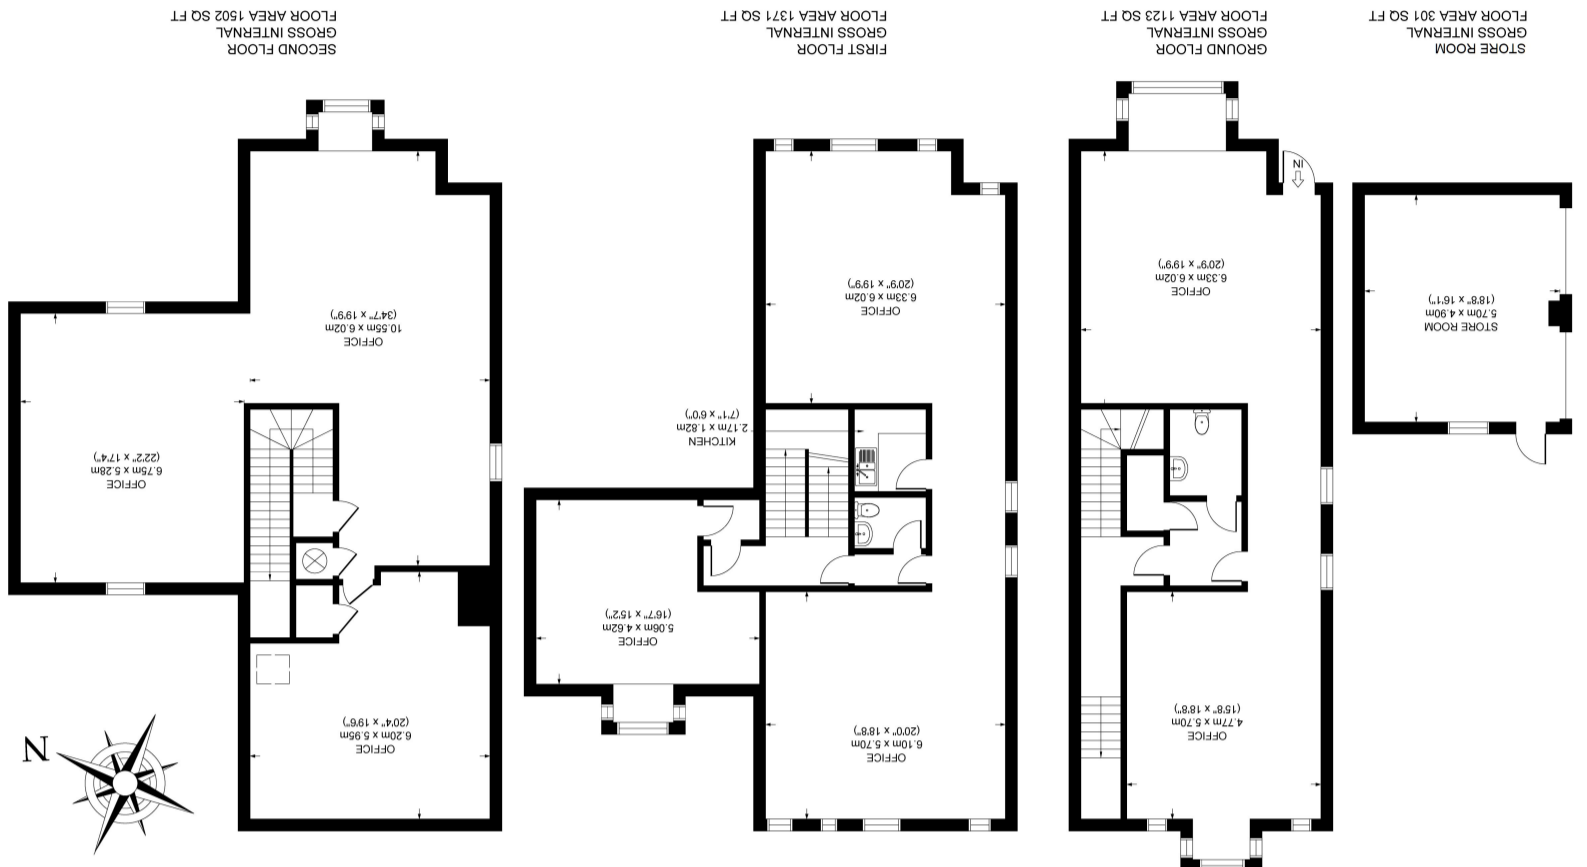 STORE ROOM
5.70m x 4.90m
(18'8" x 16'1")
STORE ROOM
GROSS INTERNAL
FLOOR AREA 301 SQ FT
OFFICE
4.77m x 5.70m
(15'8" x 18'8")
OFFICE
6.33m x 6.02m
(20'9" x 19'9")
IN
GROUND FLOOR
GROSS INTERNAL
FLOOR AREA 1123 SQ FT
OFFICE
6.10m x 5.70m
(20'0" x 18'8")
OFFICE
5.06m x 4.62m
(16'7" x 15'2")
KITCHEN
2.17m x 1.82m
(7'1" x 6'0")
OFFICE
6.33m x 6.02m
(20'9" x 19'9")
FIRST FLOOR
GROSS INTERNAL
FLOOR AREA 1371 SQ FT
N
OFFICE
6.20m x 5.95m
(20'4" x 19'6")
OFFICE
6.75m x 5.28m
(22'2" x 17'4")
OFFICE
10.55m x 6.02m
(34'7" x 19'9")
SECOND FLOOR
GROSS INTERNAL
FLOOR AREA 1502 SQ FT